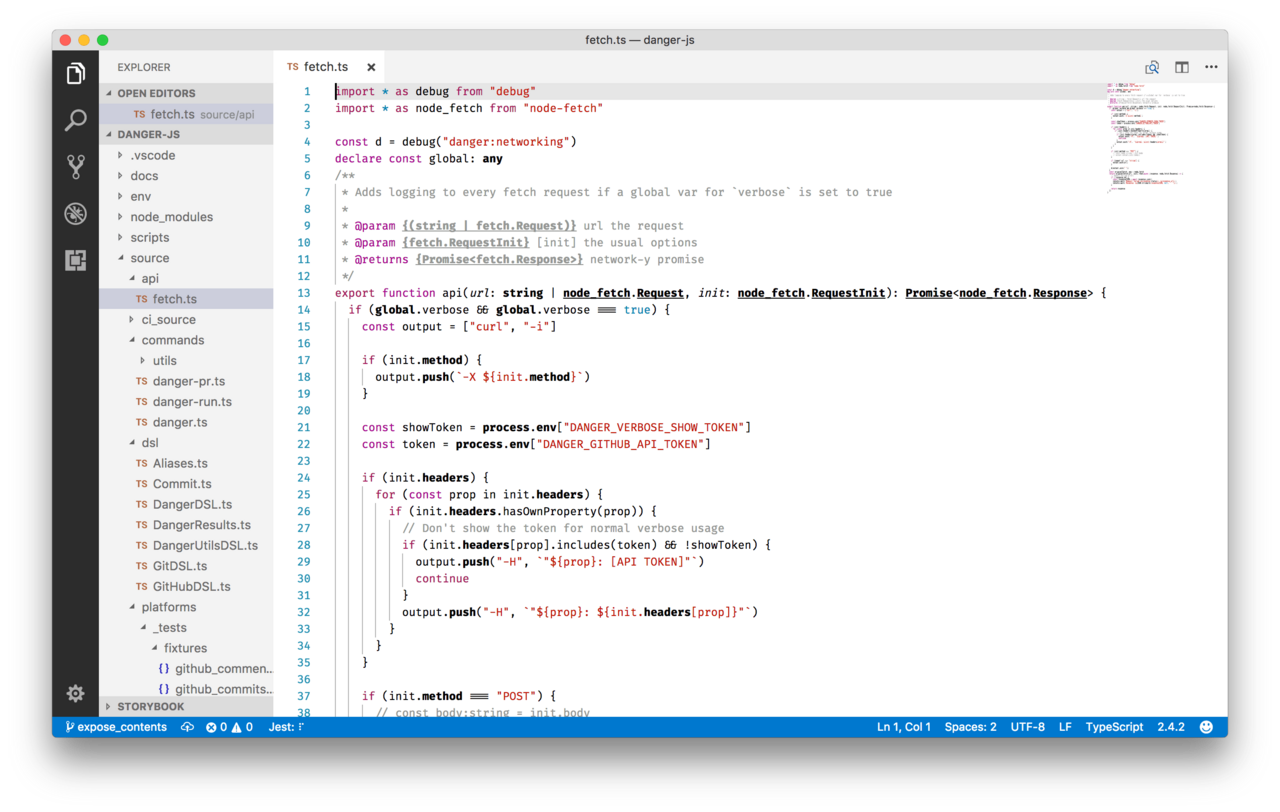 fetch.ts — danger-js
EXPLORER
OPEN EDITORS
TS fetch.ts source/api
DANGER-JS
.vscode
docs
env
node_modules
scripts
source
api
TS fetch.ts
ci_source
commands
utils
TS danger-pr.ts
TS danger-run.ts
TS danger.ts
dsl
TS Aliases.ts
TS Commit.ts
TS DangerDSL.ts
TS DangerResults.ts
TS DangerUtilsDSL.ts
TS GitDSL.ts
TS GitHubDSL.ts
platforms
_tests
fixtures
{} github_commen...
{} github_commits...
STORYBOOK
TS fetch.ts ×
1 import * as debug from "debug"
2 import * as node_fetch from "node-fetch"
3
4 const d = debug("danger:networking")
5 declare const global: any
6 /**
7 * Adds logging to every fetch request if a global var for `verbose` is set to true
8 *
9 * @param {(string | fetch.Request)} url the request
10 * @param {fetch.RequestInit} [init] the usual options
11 * @returns {Promise<fetch.Response>} network-y promise
12 */
13 export function api(url: string | node_fetch.Request, init: node_fetch.RequestInit): Promise<node_fetch.Response> {
14 if (global.verbose && global.verbose === true) {
15 const output = ["curl", "-i"]
16
17 if (init.method) {
18 output.push(`-X ${init.method}`)
19 }
20
21 const showToken = process.env["DANGER_VERBOSE_SHOW_TOKEN"]
22 const token = process.env["DANGER_GITHUB_API_TOKEN"]
23
24 if (init.headers) {
25 for (const prop in init.headers) {
26 if (init.headers.hasOwnProperty(prop)) {
27 // Don't show the token for normal verbose usage
28 if (init.headers[prop].includes(token) && !showToken) {
29 output.push("-H", `"${prop}: [API TOKEN]"`)
30 continue
31 }
32 output.push("-H", `"${prop}: ${init.headers[prop]}"`)
33 }
34 }
35 }
36
37 if (init.method === "POST") {
38 // const body:string = init.body
expose_contents 0 0 Jest:
Ln 1, Col 1 Spaces: 2 UTF-8 LF TypeScript 2.4.2